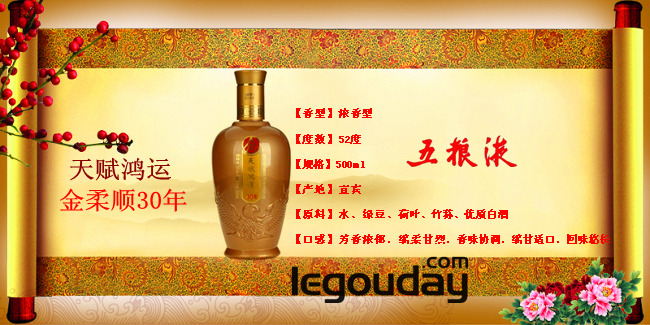 天赋鸿运
金柔顺30年
【香型】浓香型
【度数】52度
【规格】500ml
【产地】宜宾
【原料】水、绿豆、荷叶、竹荪、优质白酒
【口感】芳香浓郁，绵柔甘烈，香味协调，绵甘适口，回味悠长
五粮液
legouday.com